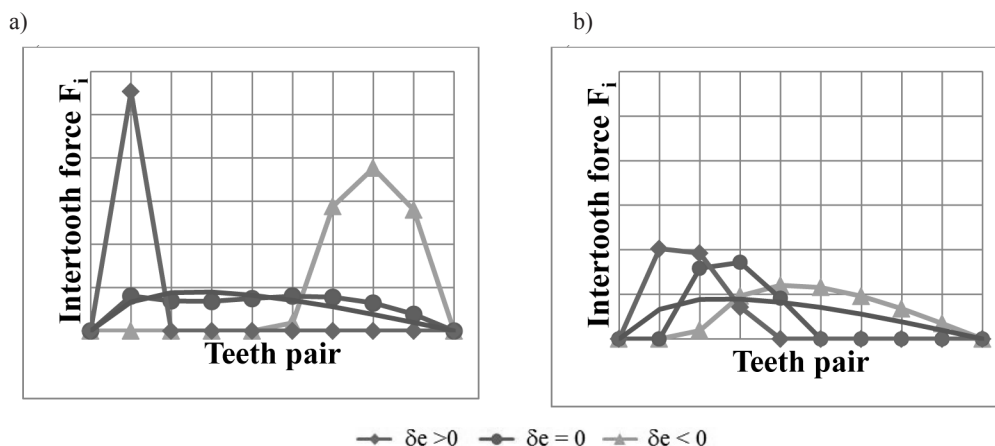 a)
b)
Intertooth force Fi
Teeth pair
Intertooth force Fi
Teeth pair
δe >0 δe = 0 δe < 0